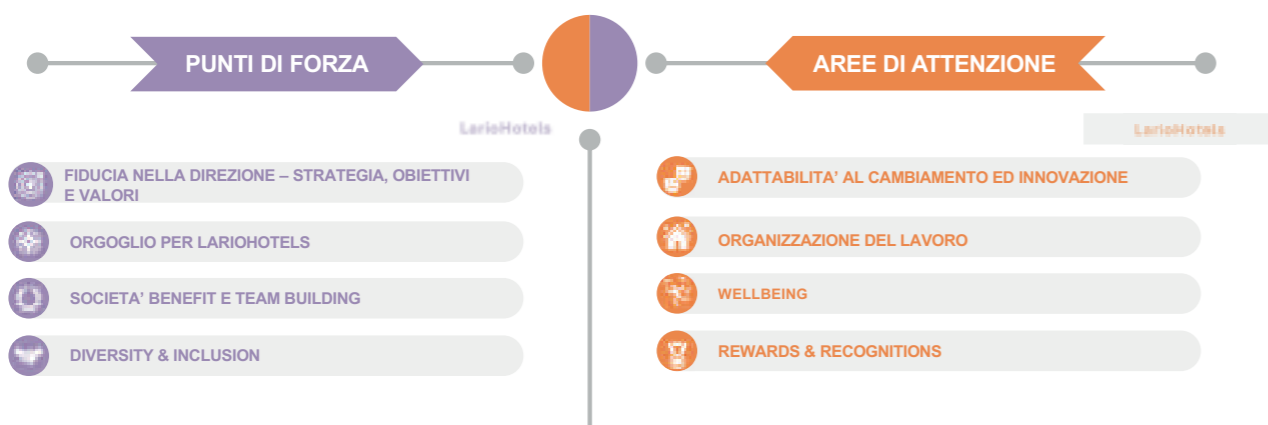 PUNTI DI FORZA
AREE DI ATTENZIONE
LarioHotels
LarioHotels
FIDUCIA NELLA DIREZIONE – STRATEGIA, OBIETTIVI
E VALORI
ORGOGLIO PER LARIOHOTELS
SOCIETA’ BENEFIT E TEAM BUILDING
DIVERSITY & INCLUSION
ADATTABILITA’ AL CAMBIAMENTO ED INNOVAZIONE
ORGANIZZAZIONE DEL LAVORO
WELLBEING
REWARDS & RECOGNITIONS